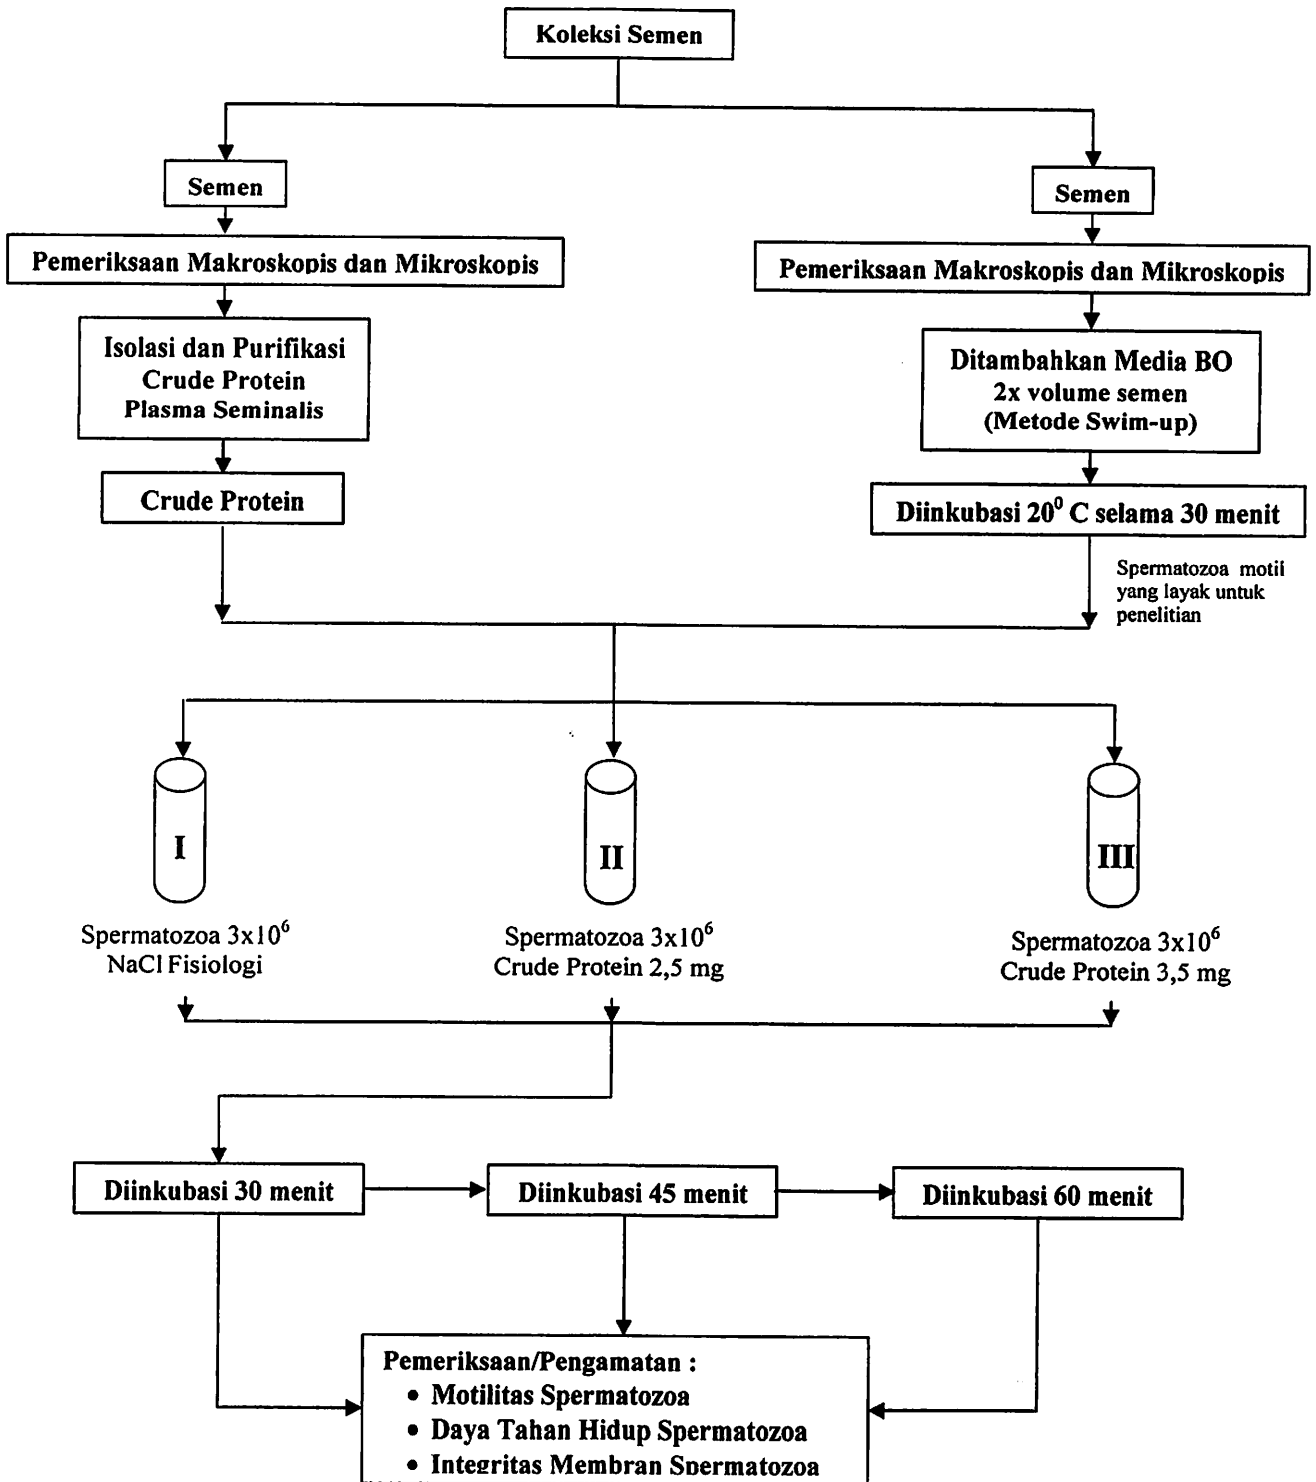 Koleksi Semen
Semen
Semen
Pemeriksaan Makroskopis dan Mikroskopis
Pemeriksaan Makroskopis dan Mikroskopis
Isolasi dan Purifikasi
Crude Protein
Plasma Seminalis
Ditambahkan Media BO
2x volume semen
(Metode Swim-up)
Crude Protein
Diinkubasi 20⁰ C selama 30 menit
Spermatozoa motil
yang layak untuk
penelitian
I
II
III
Spermatozoa 3x10⁶
NaCl Fisiologi
Spermatozoa 3x10⁶
Crude Protein 2,5 mg
Spermatozoa 3x10⁶
Crude Protein 3,5 mg
Diinkubasi 30 menit
Diinkubasi 45 menit
Diinkubasi 60 menit
Pemeriksaan/Pengamatan :
• Motilitas Spermatozoa
• Daya Tahan Hidup Spermatozoa
• Integritas Membran Spermatozoa